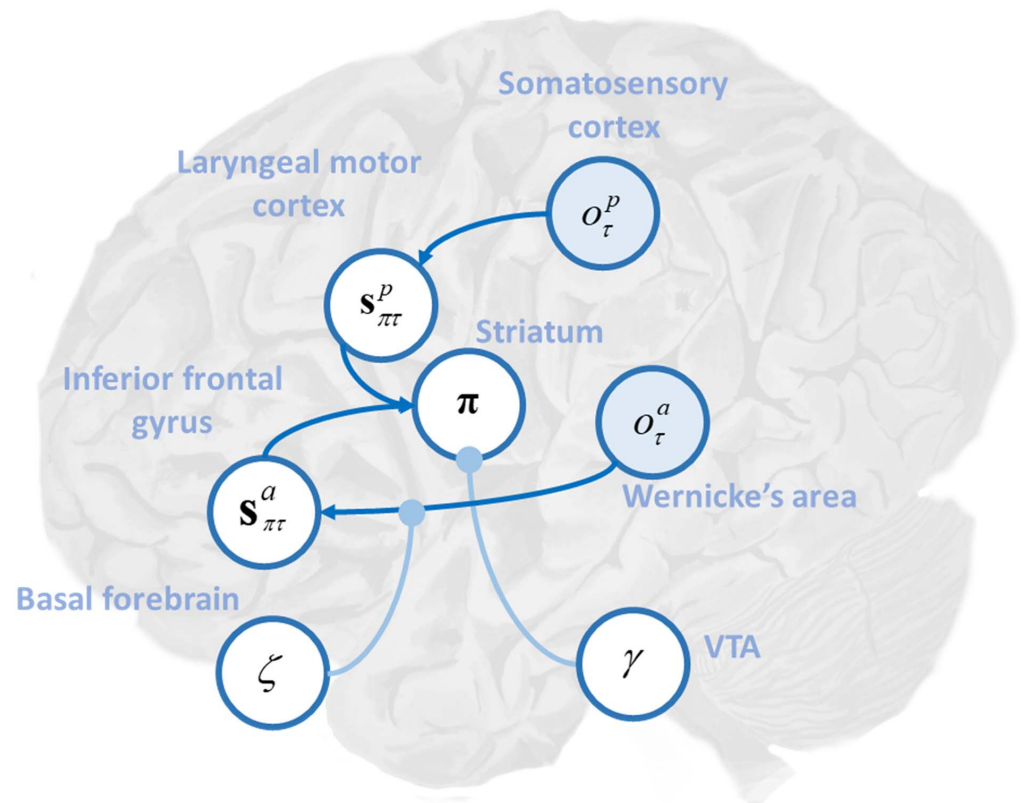 Somatosensory
cortex
Laryngeal motor
cortex
o^p_τ
s^p_πτ
Striatum
Inferior frontal
gyrus
π
o^a_τ
Wernicke’s area
s^a_πτ
Basal forebrain
ζ
γ
VTA